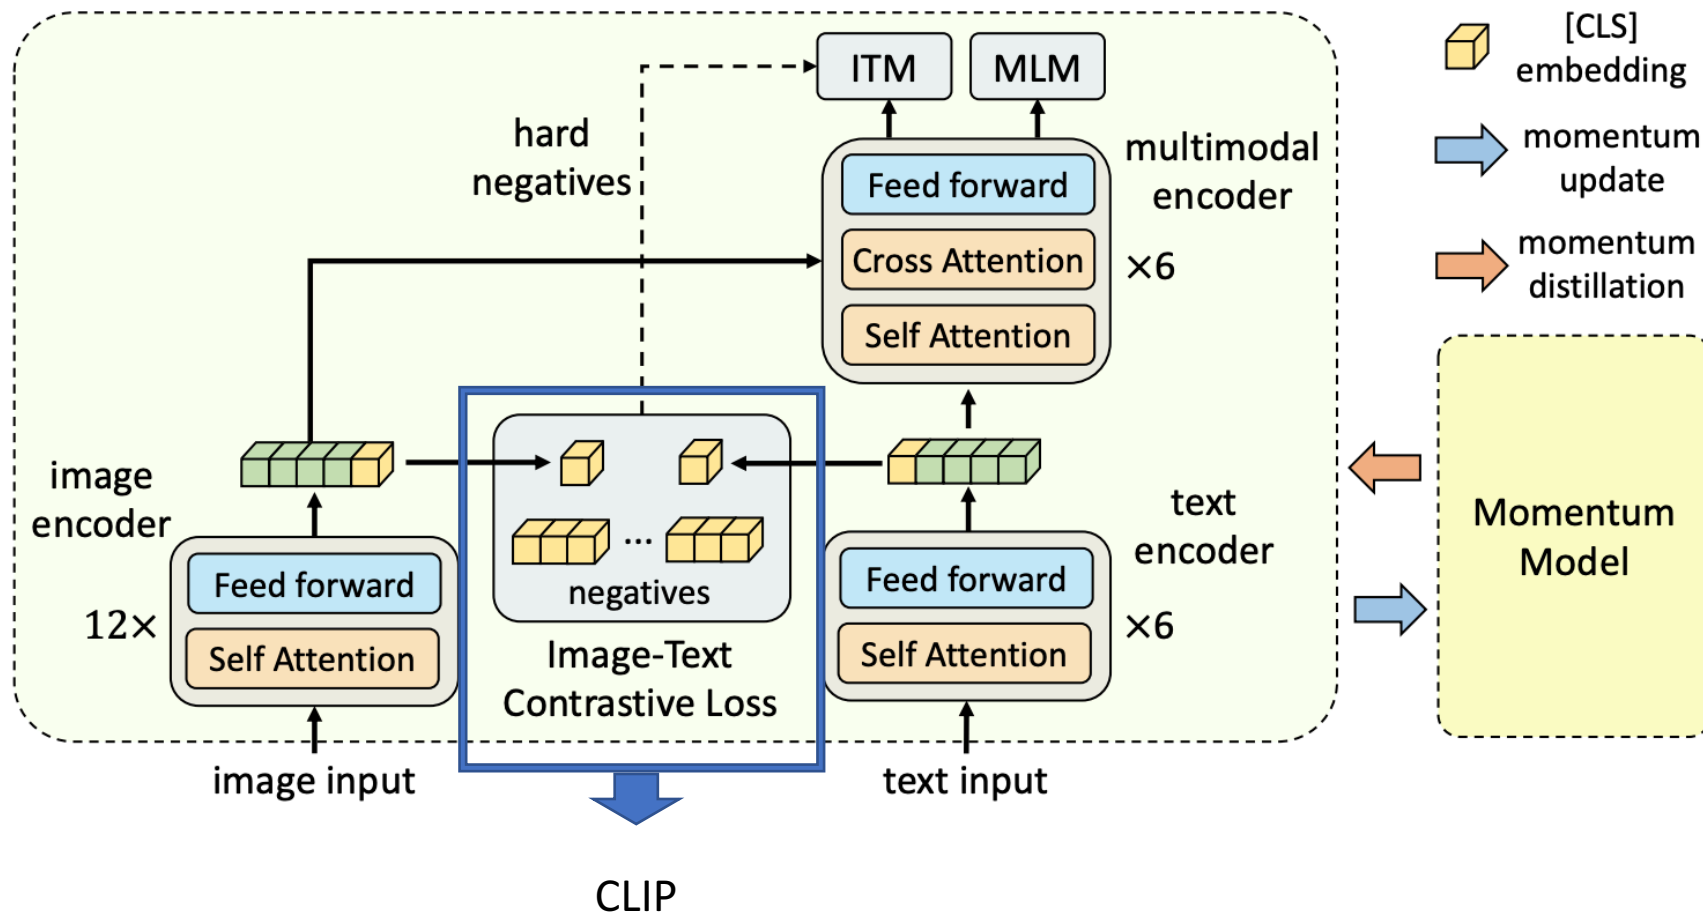 ITM
MLM
[CLS]
embedding
hard
negatives
multimodal
encoder
momentum
update
Feed forward
Cross Attention
×6
momentum
distillation
Self Attention
image
encoder
text
encoder
Momentum
Model
...
negatives
Feed forward
12×
Self Attention
Image-Text
Contrastive Loss
Feed forward
×6
Self Attention
image input
text input
CLIP